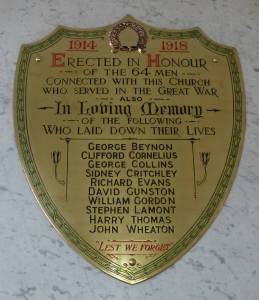 1914 1918
ERECTED IN HONOUR
OF THE 64 MEN
CONNECTED WITH THIS CHURCH
WHO SERVED IN THE GREAT WAR
ALSO
In Loving Memory
OF THE FOLLOWING
WHO LAID DOWN THEIR LIVES
GEORGE BEYNON
CLIFFORD CORNELIUS
GEORGE COLLINS
SIDNEY CRITCHLEY
RICHARD EVANS
DAVID GUNSTON
WILLIAM GORDON
STEPHEN LAMONT
HARRY THOMAS
JOHN WHEATON
"LEST WE FORGET"